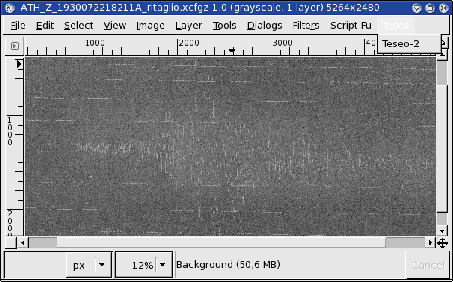 ATH_Z_1930072218211A_ritaglio.xcfgz-1.0 (grayscale, 1 layer) 5264x2480
File Edit Select View Image Layer Tools Dialogs Filters Script-Fu Teseo
Teseo-2
1000 2000 3000
1000
px 12% Background (50,6 MB) Cancel